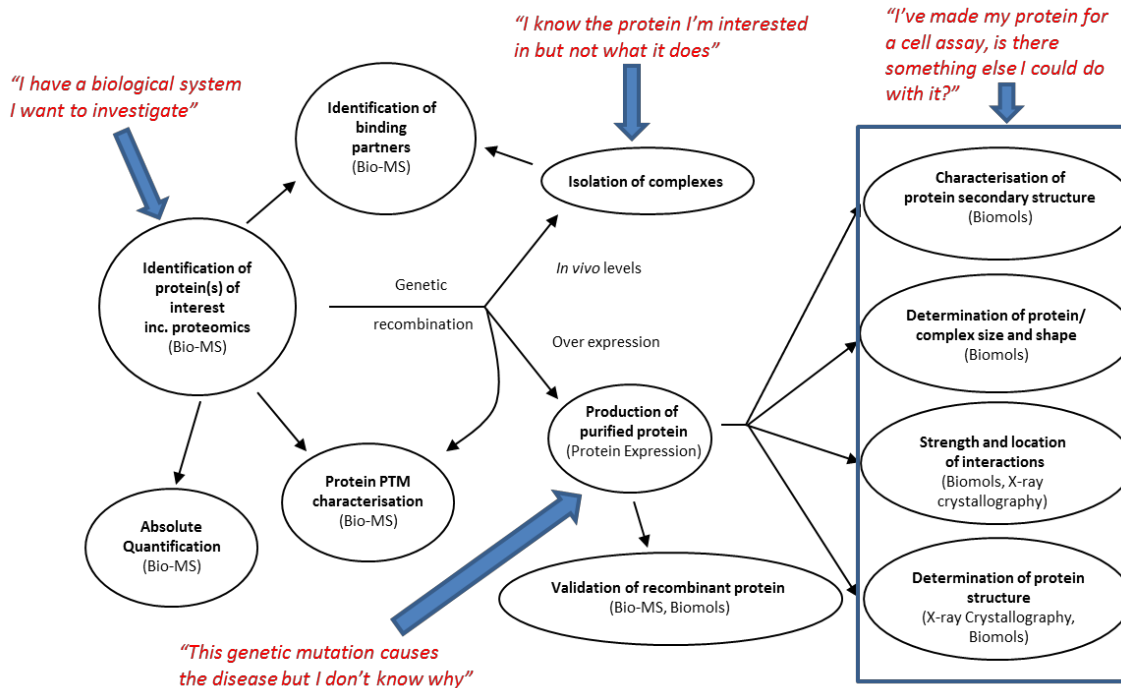 “I have a biological system
I want to investigate”
“I know the protein I’m interested
in but not what it does”
“I’ve made my protein for
a cell assay, is there
something else I could do
with it?”
Identification of
binding
partners
(Bio-MS)
Isolation of complexes
Characterisation of
protein secondary structure
(Biomols)
Identification of
protein(s) of
interest
inc. proteomics
(Bio-MS)
Genetic
recombination
In vivo levels
Over expression
Determination of protein/
complex size and shape
(Biomols)
Production of
purified protein
(Protein Expression)
Strength and location
of interactions
(Biomols, X-ray
crystallography)
Protein PTM
characterisation
(Bio-MS)
Absolute
Quantification
(Bio-MS)
Validation of recombinant protein
(Bio-MS, Biomols)
Determination of protein
structure
(X-ray Crystallography,
Biomols)
“This genetic mutation causes
the disease but I don’t know why”